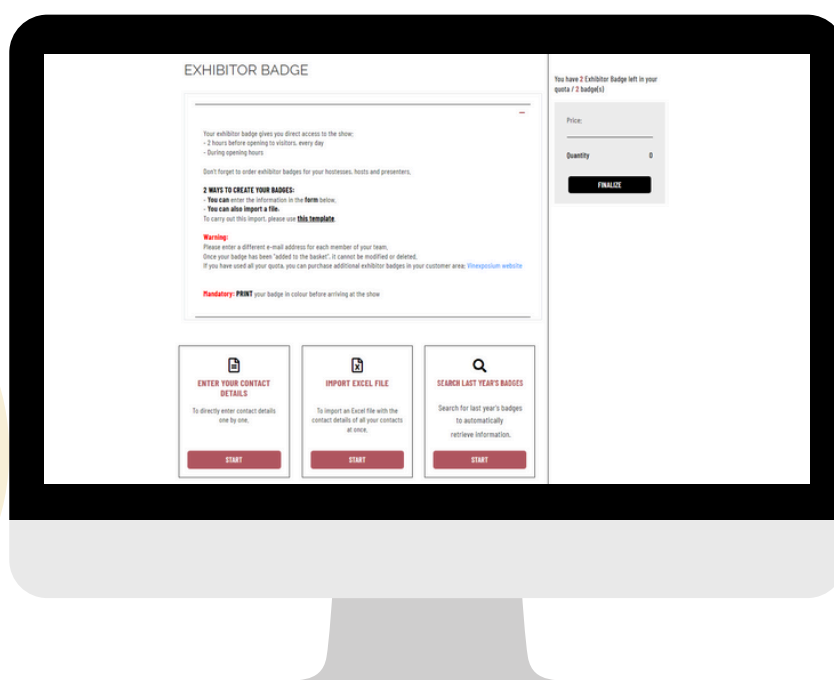 EXHIBITOR BADGE
You have 2 Exhibitor Badge left in your
quota / 2 badge(s)
Price:
Quantity 0
FINALIZE
Your exhibitor badge gives you direct access to the show:
- 2 hours before opening to visitors, every day
- During opening hours
Don't forget to order exhibitor badges for your hostesses, hosts and presenters.
2 WAYS TO CREATE YOUR BADGES:
- You can enter the information in the form below.
- You can also import a file.
To carry out this import, please use this template.
Warning:
Please enter a different e-mail address for each member of your team.
Once your badge has been "added to the basket", it cannot be modified or deleted.
If you have used all your quota, you can purchase additional exhibitor badges in your customer area: Vinexposium website
Mandatory: PRINT your badge in colour before arriving at the show
ENTER YOUR CONTACT
DETAILS
To directly enter contact details
one by one.
START
IMPORT EXCEL FILE
To import an Excel file with the
contact details of all your contacts
at once.
START
SEARCH LAST YEAR'S BADGES
Search for last year's badges
to automatically
retrieve information.
START